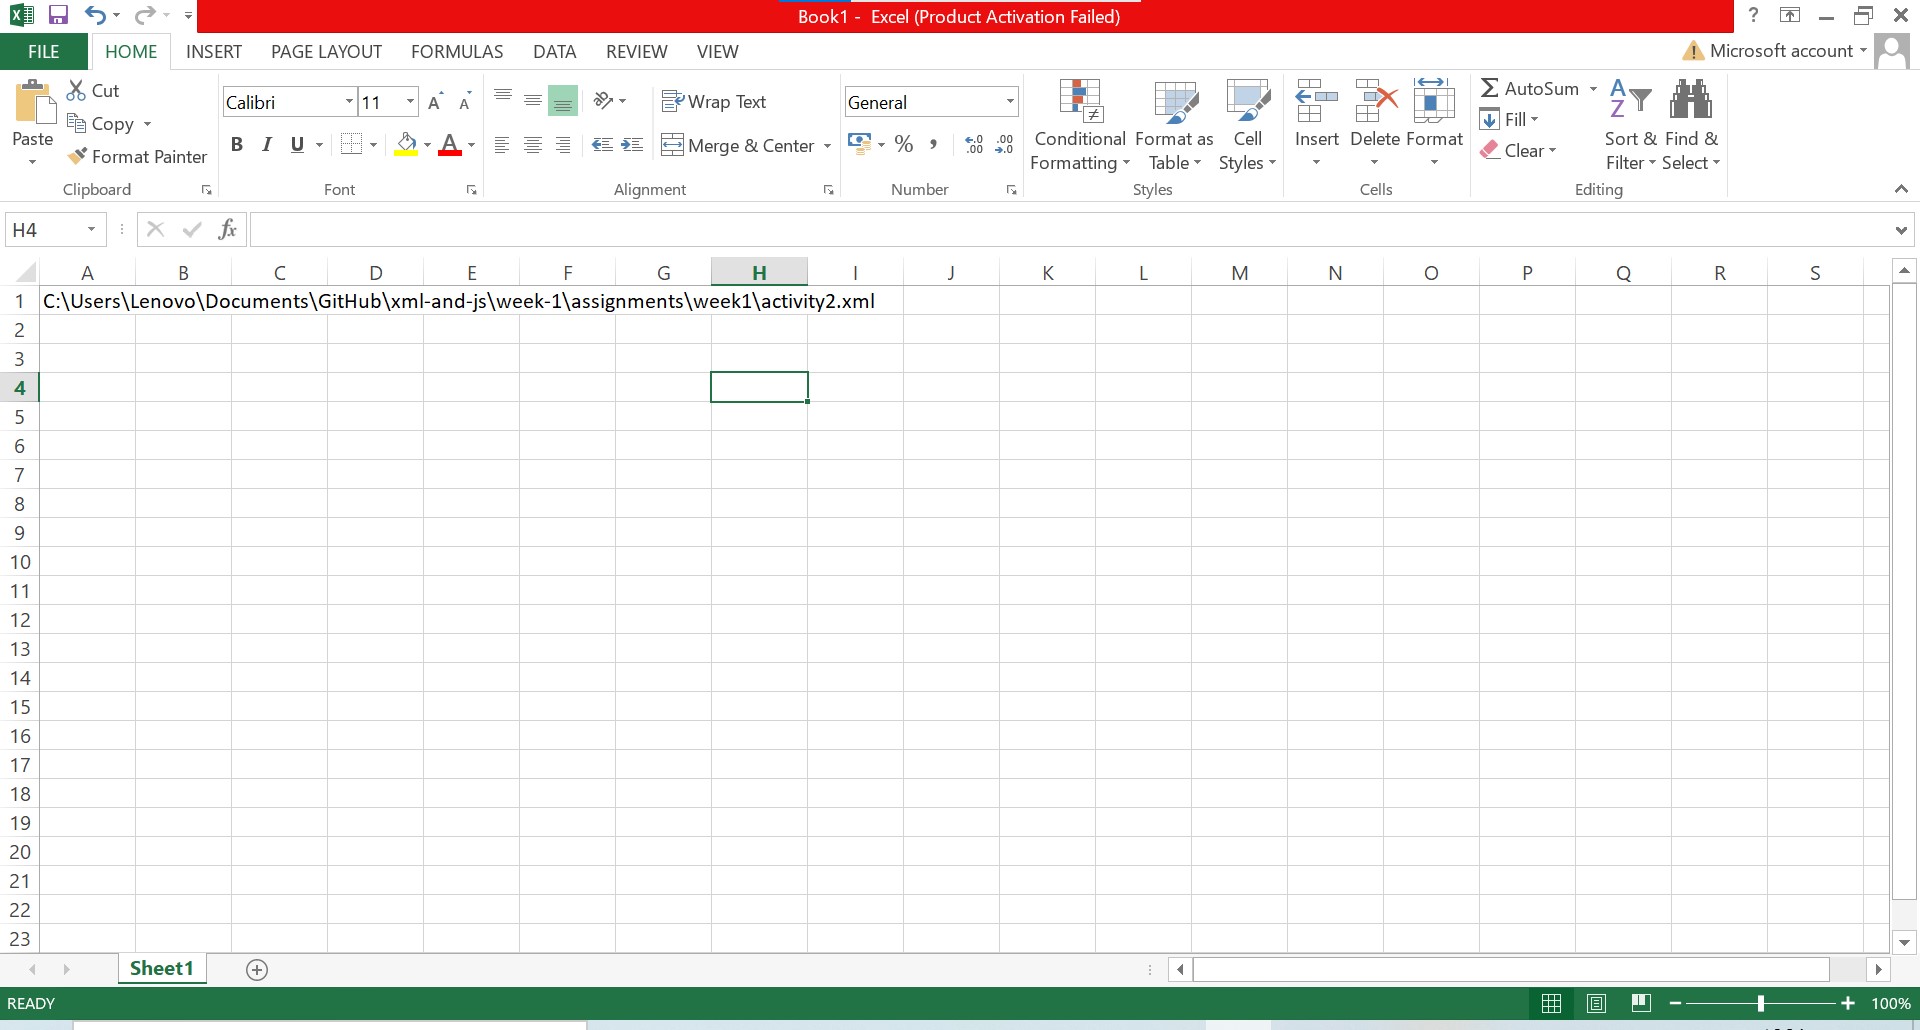 Book1 - Excel (Product Activation Failed)
?
FILE HOME INSERT PAGE LAYOUT FORMULAS DATA REVIEW VIEW Microsoft account
Paste
Cut
Copy
Format Painter
Clipboard
Calibri 11 A A
B I U A
Font
Wrap Text
Merge & Center
Alignment
General
% ,
Number
Conditional Formatting
Format as Table
Cell Styles
Styles
Insert Delete Format
Cells
AutoSum
Fill
Clear
Sort & Filter
Find & Select
Editing
H4 fx
A B C D E F G H I J K L M N O P Q R S
1 C:\Users\Lenovo\Documents\GitHub\xml-and-js\week-1\assignments\week1\activity2.xml
2
3
4
5
6
7
8
9
10
11
12
13
14
15
16
17
18
19
20
21
22
23
Sheet1
READY 100%